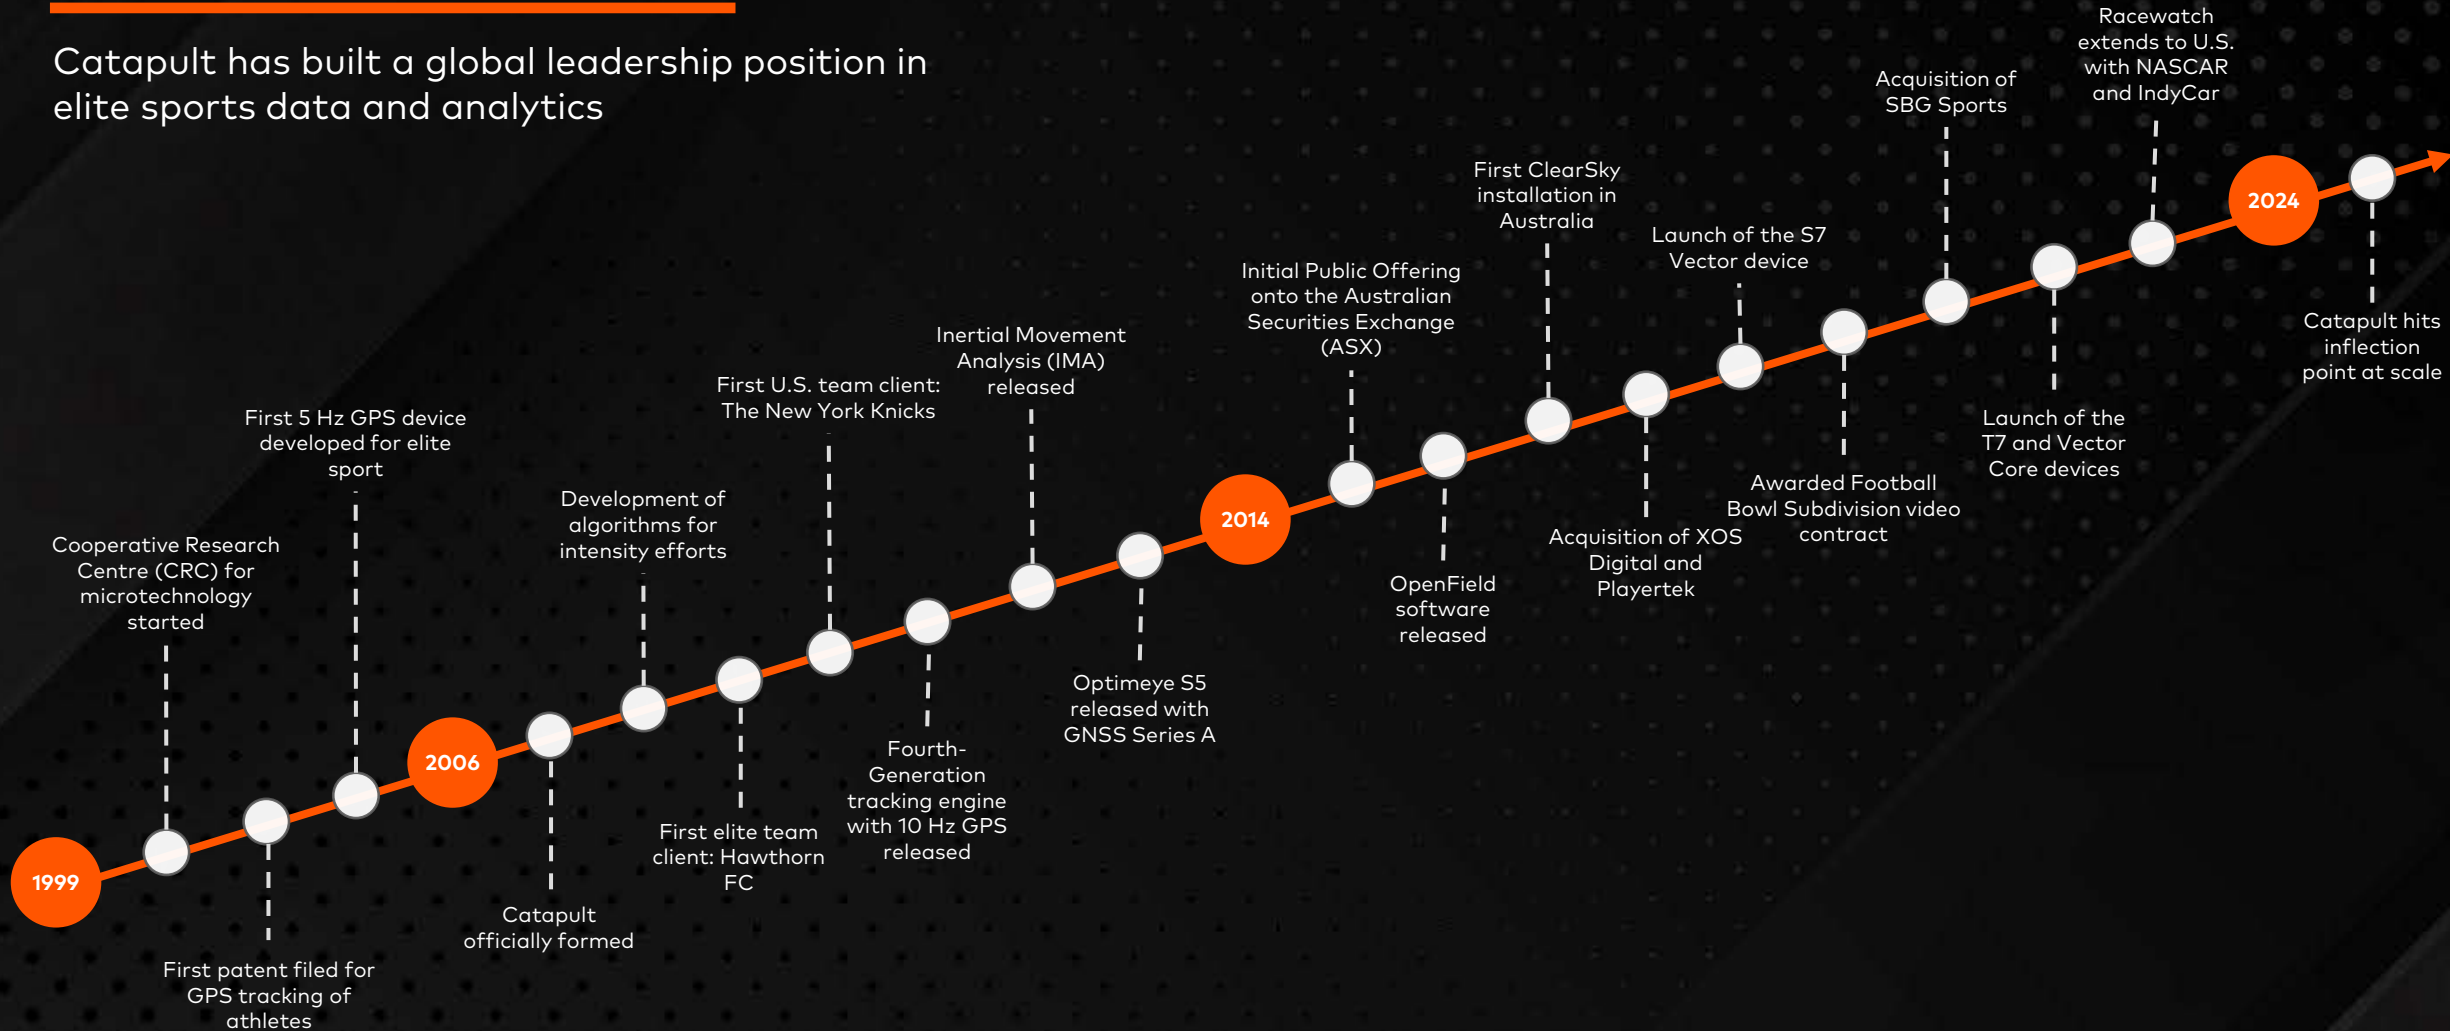 Catapult has built a global leadership position in
elite sports data and analytics
1999
Cooperative Research
Centre (CRC) for
microtechnology
started
First patent filed for
GPS tracking of
athletes
First 5 Hz GPS device
developed for elite
sport
2006
Catapult
officially formed
Development of
algorithms for
intensity efforts
First elite team
client: Hawthorn
FC
First U.S. team client:
The New York Knicks
Fourth-
Generation
tracking engine
with 10 Hz GPS
released
Inertial Movement
Analysis (IMA)
released
Optimeye S5
released with
GNSS Series A
2014
Initial Public Offering
onto the Australian
Securities Exchange
(ASX)
OpenField
software
released
First ClearSky
installation in
Australia
Acquisition of XOS
Digital and
Playertek
Launch of the S7
Vector device
Awarded Football
Bowl Subdivision video
contract
Acquisition of
SBG Sports
Launch of the
T7 and Vector
Core devices
Racewatch
extends to U.S.
with NASCAR
and IndyCar
2024
Catapult hits
inflection
point at scale